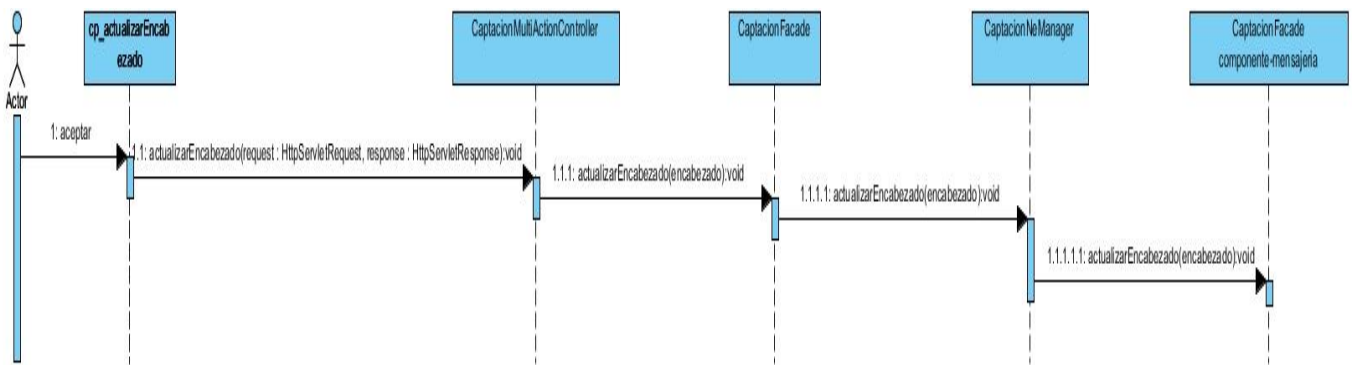 cp_actualizarEncab
ezado
CaptacionMultiActionController
CaptacionFacade
CaptacionNeManager
CaptacionFacade
componente-mensajeria
Actor
1: aceptar
1.1: actualizarEncabezado(request : HttpServletRequest, response : HttpServletResponse):void
1.1.1: actualizarEncabezado(encabezado):void
1.1.1.1: actualizarEncabezado(encabezado):void
1.1.1.1.1: actualizarEncabezado(encabezado):void